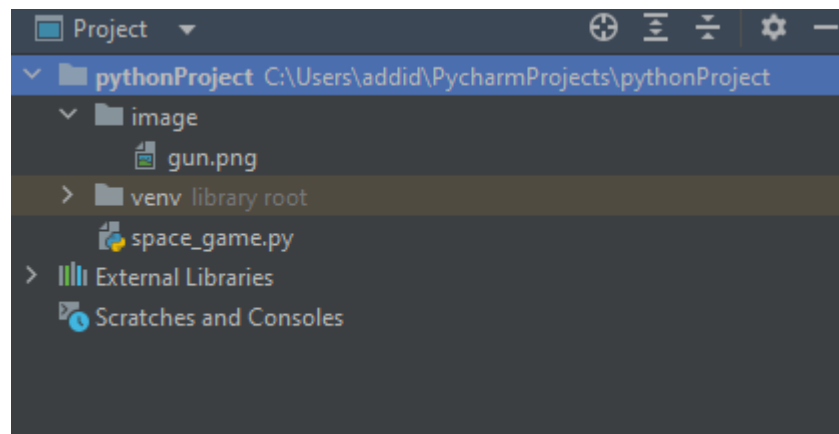 Project
pythonProject C:\Users\addid\PycharmProjects\pythonProject
image
gun.png
venv library root
space_game.py
External Libraries
Scratches and Consoles